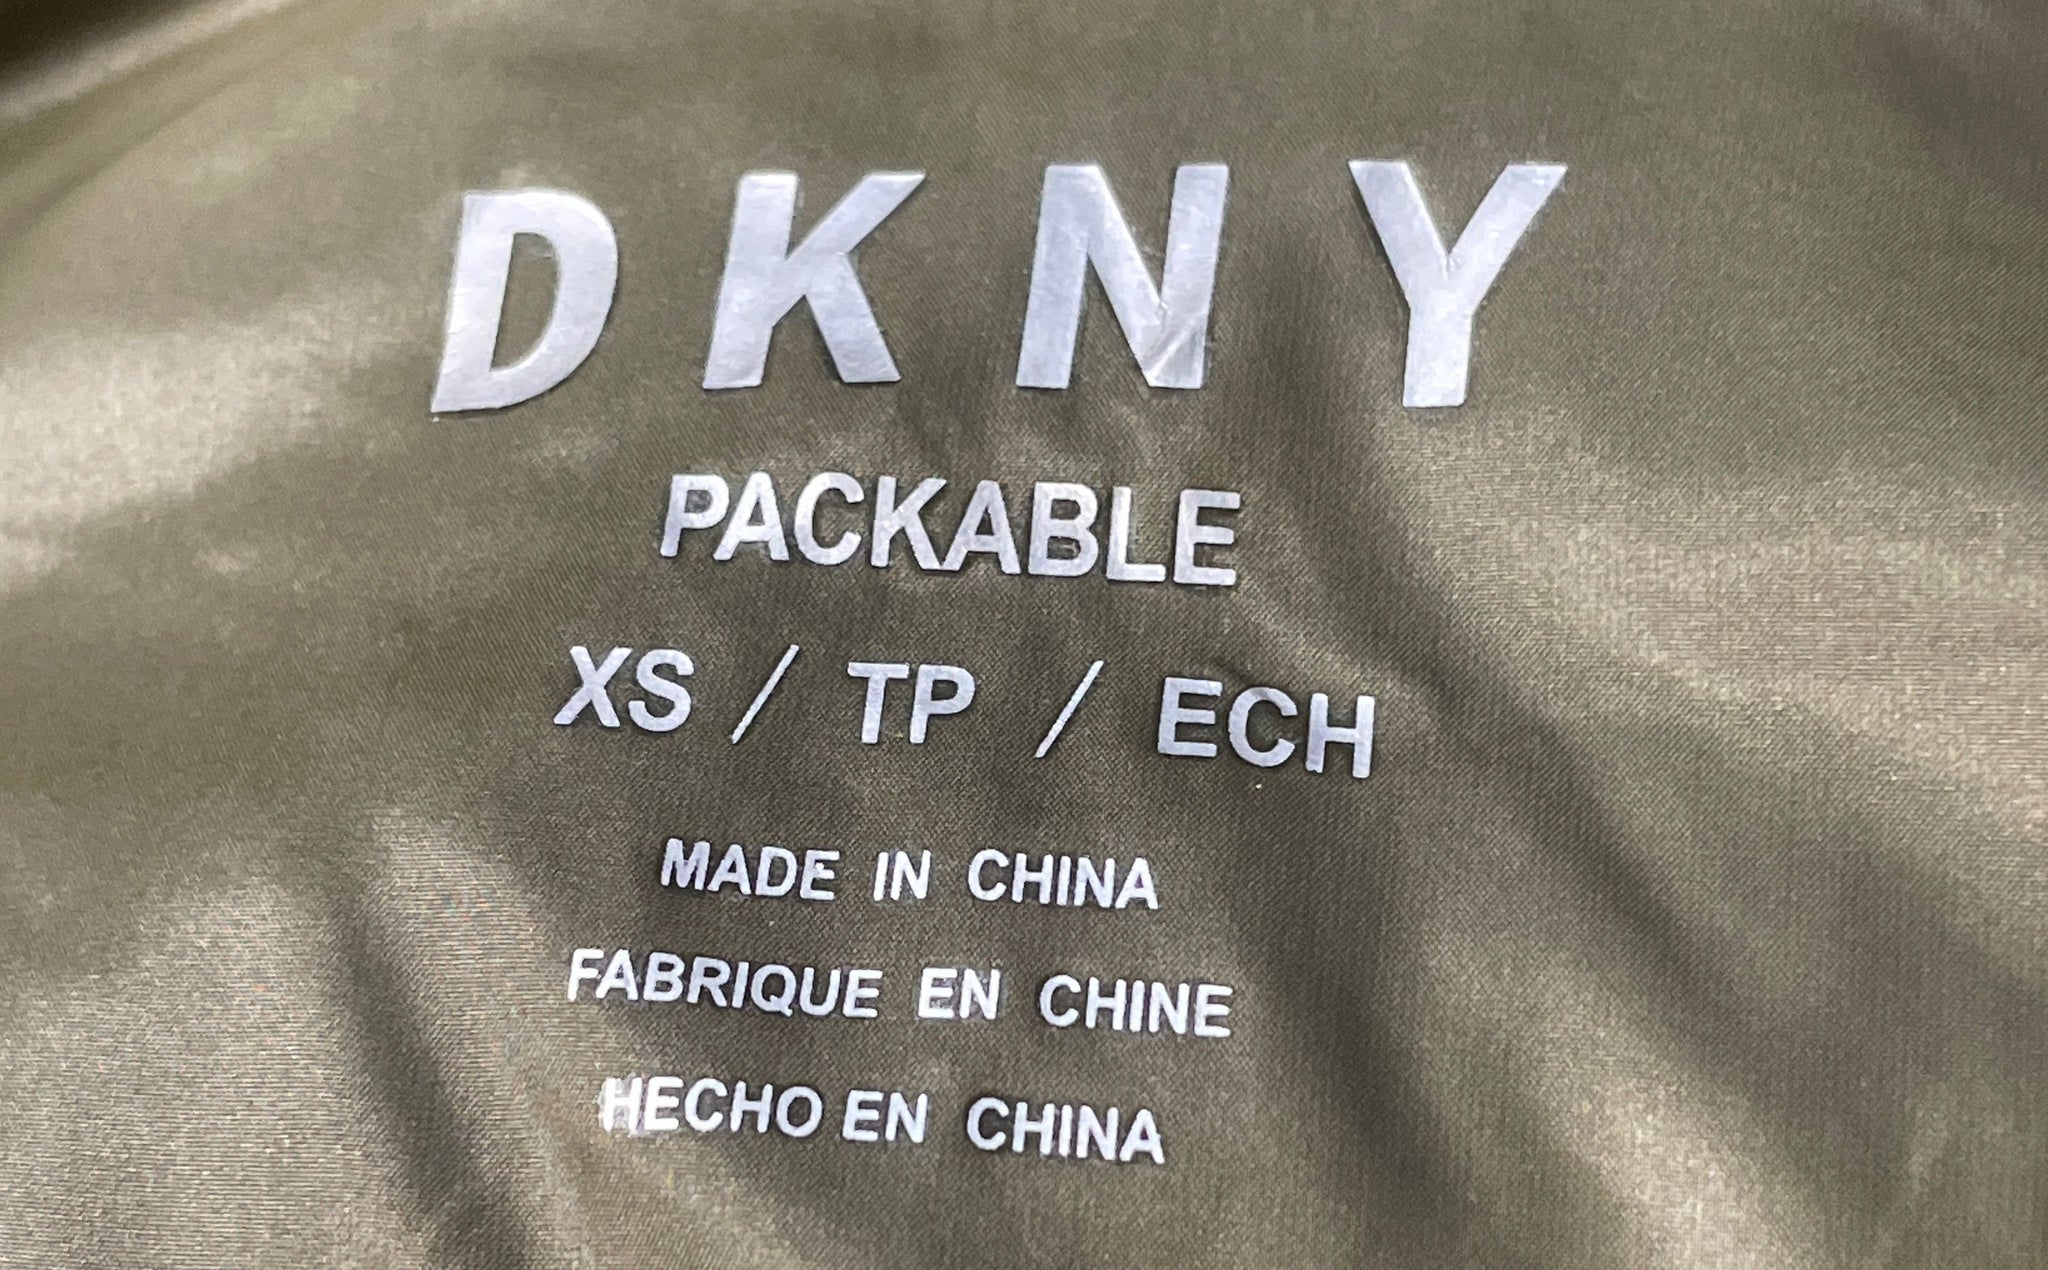 DKNY
PACKABLE
XS / TP / ECH
MADE IN CHINA
FABRIQUE EN CHINE
HECHO EN CHINA